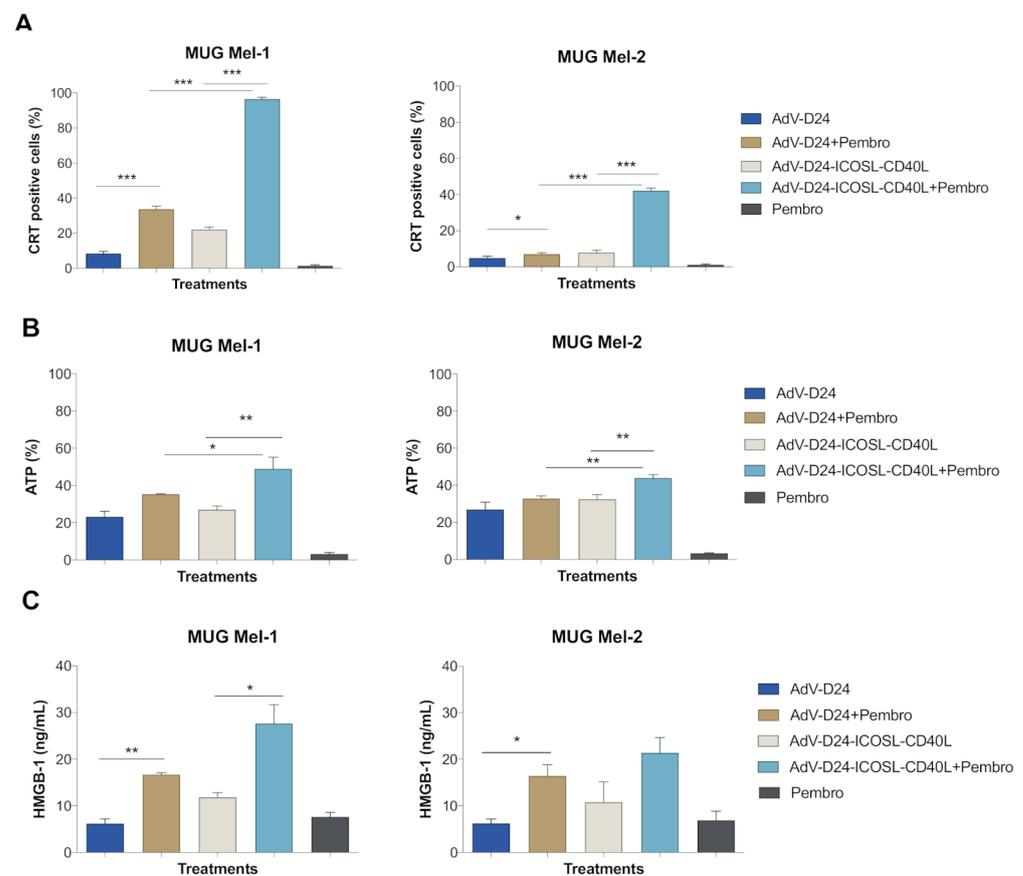 A
MUG Mel-1
***
***
***
CRT positive cells (%)
100
80
60
40
20
0
Treatments
MUG Mel-2
***
***
*
CRT positive cells (%)
100
80
60
40
20
0
Treatments
AdV-D24
AdV-D24+Pembro
AdV-D24-ICOSL-CD40L
AdV-D24-ICOSL-CD40L+Pembro
Pembro
B
MUG Mel-1
**
*
ATP (%)
100
80
60
40
20
0
Treatments
MUG Mel-2
**
**
ATP (%)
100
80
60
40
20
0
Treatments
AdV-D24
AdV-D24+Pembro
AdV-D24-ICOSL-CD40L
AdV-D24-ICOSL-CD40L+Pembro
Pembro
C
MUG Mel-1
*
**
HMGB-1 (ng/mL)
40
30
20
10
0
Treatments
MUG Mel-2
*
HMGB-1 (ng/mL)
40
30
20
10
0
Treatments
AdV-D24
AdV-D24+Pembro
AdV-D24-ICOSL-CD40L
AdV-D24-ICOSL-CD40L+Pembro
Pembro